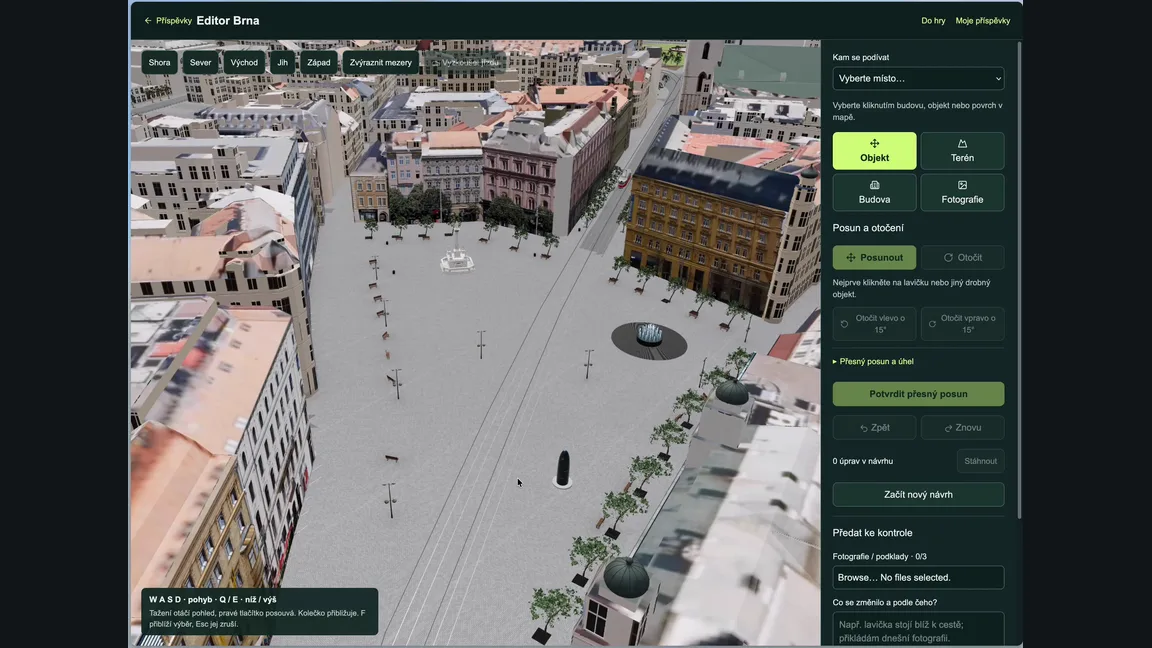 ← Příspěvky Editor Brna
Do hry Moje příspěvky
Shora Sever Východ Jih Západ Zvýraznit mezery Vyzkoušet jízdu
Kam se podívat
Vyberte místo…
Vyberte kliknutím budovu, objekt nebo povrch v
mapě.
Objekt Terén
Budova Fotografie
Posun a otočení
Posunout Otočit
Nejprve klikněte na lavičku nebo jiný drobný
objekt.
Otočit vlevo o
15°
Otočit vpravo o
15°
▸ Přesný posun a úhel
Potvrdit přesný posun
Zpět Znovu
0 úprav v návrhu Stáhnout
Začít nový návrh
Předat ke kontrole
Fotografie / podklady · 0/3
Browse… No files selected.
Co se změnilo a podle čeho?
Např. lavička stojí blíž k cestě;
přikládám dnešní fotografii.
W A S D · pohyb · Q / E · níž / výš
Tažení otáčí pohled, pravé tlačítko posouvá. Kolečko přibližuje. F
přiblíží výběr, Esc jej zruší.